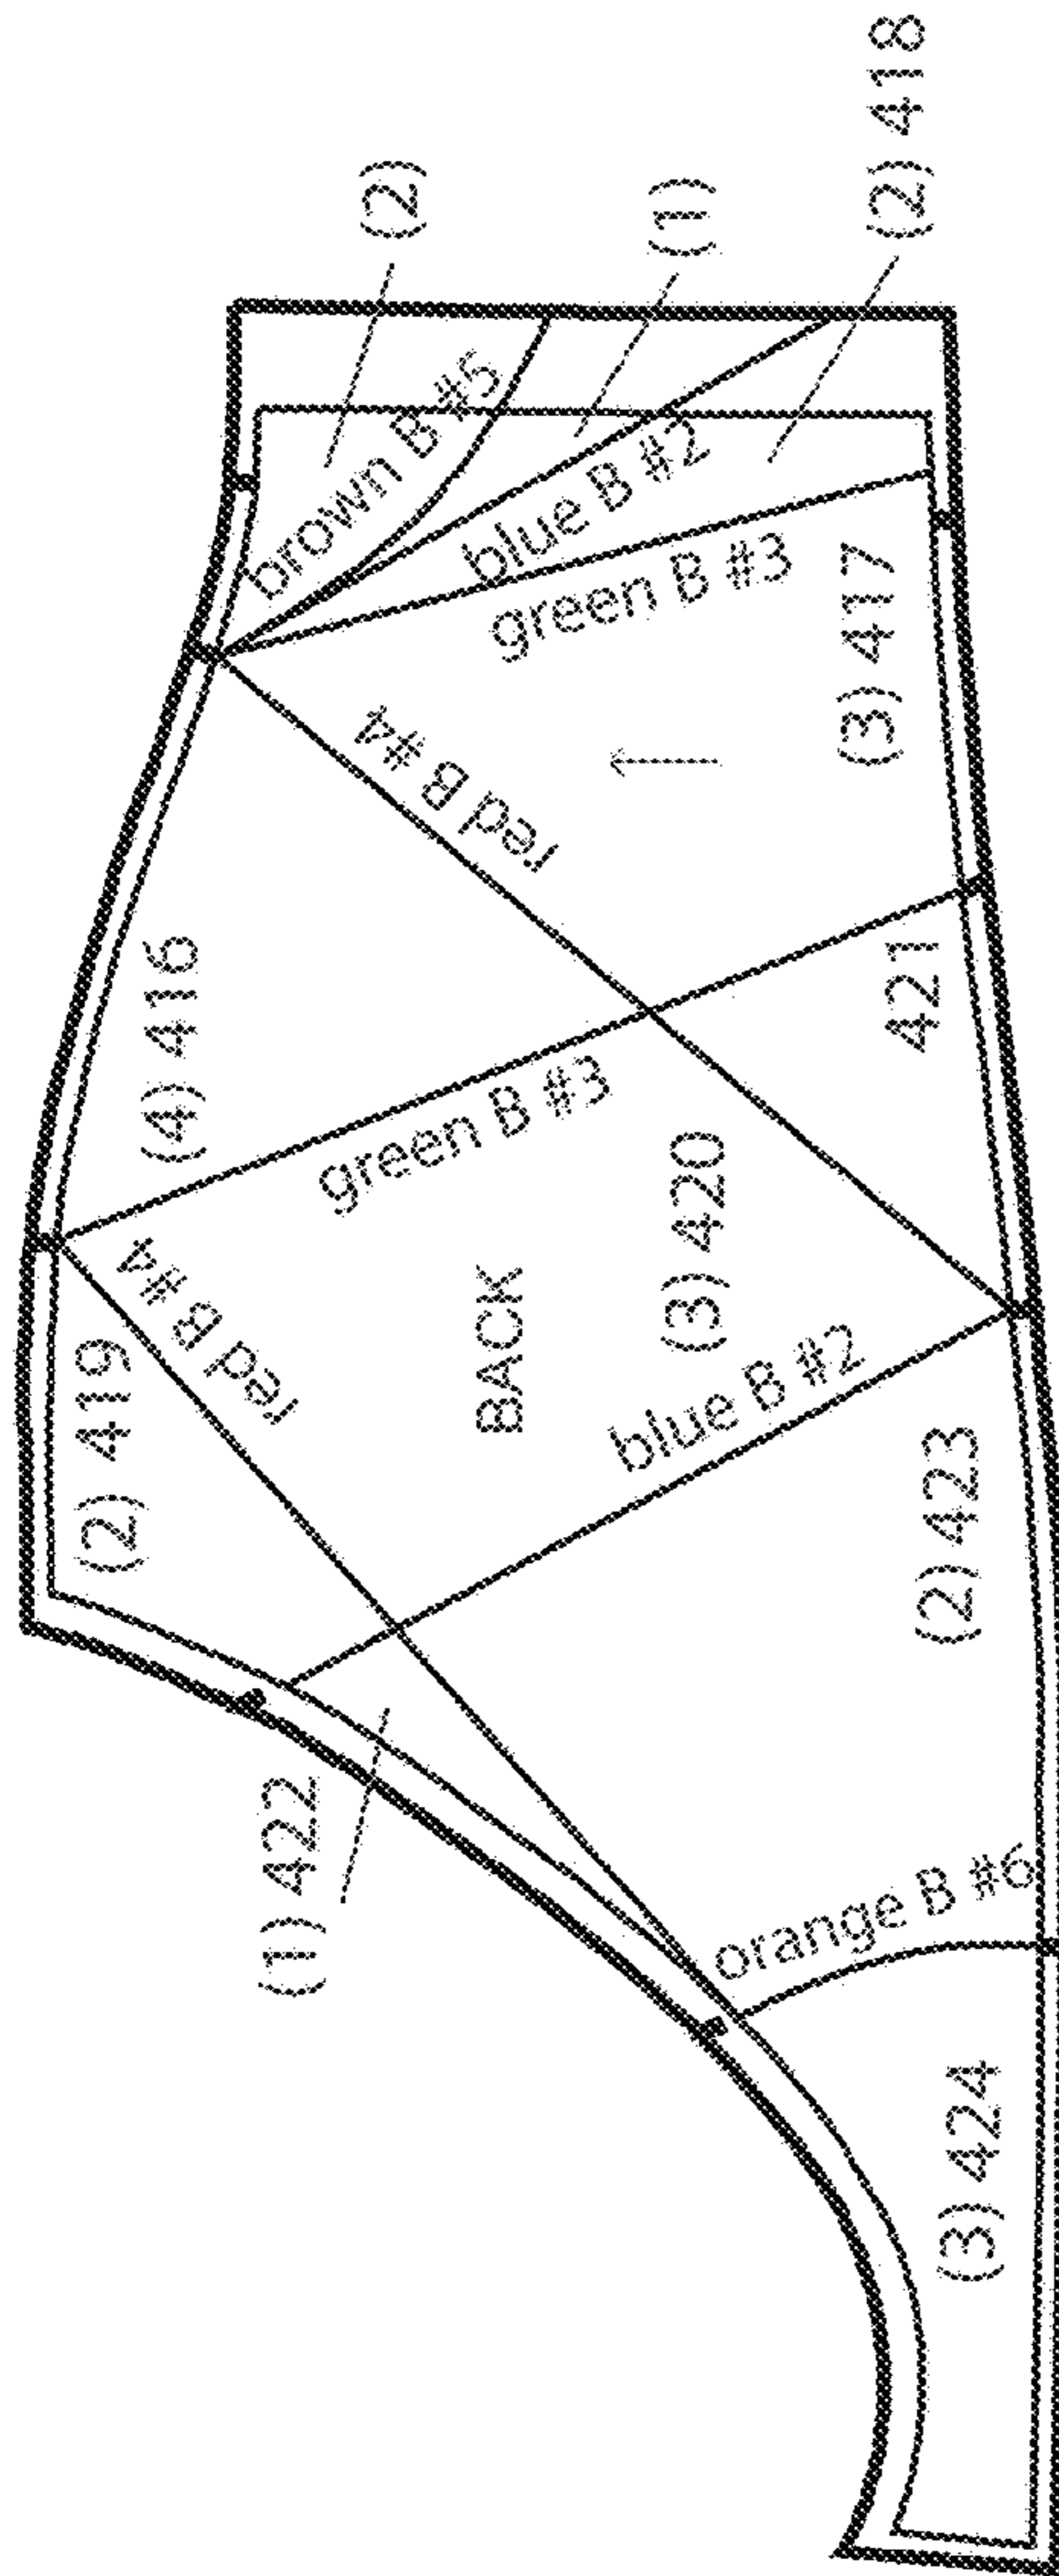 (2)
(1)
(2) 418
brown B #5
blue B #2
green B #3
(3) 417
red B #4
(4) 416
421
green B #3
(3) 420
red B #4
BACK
(2) 419
blue B #2
(2) 423
(1) 422
orange B #6
(3) 424